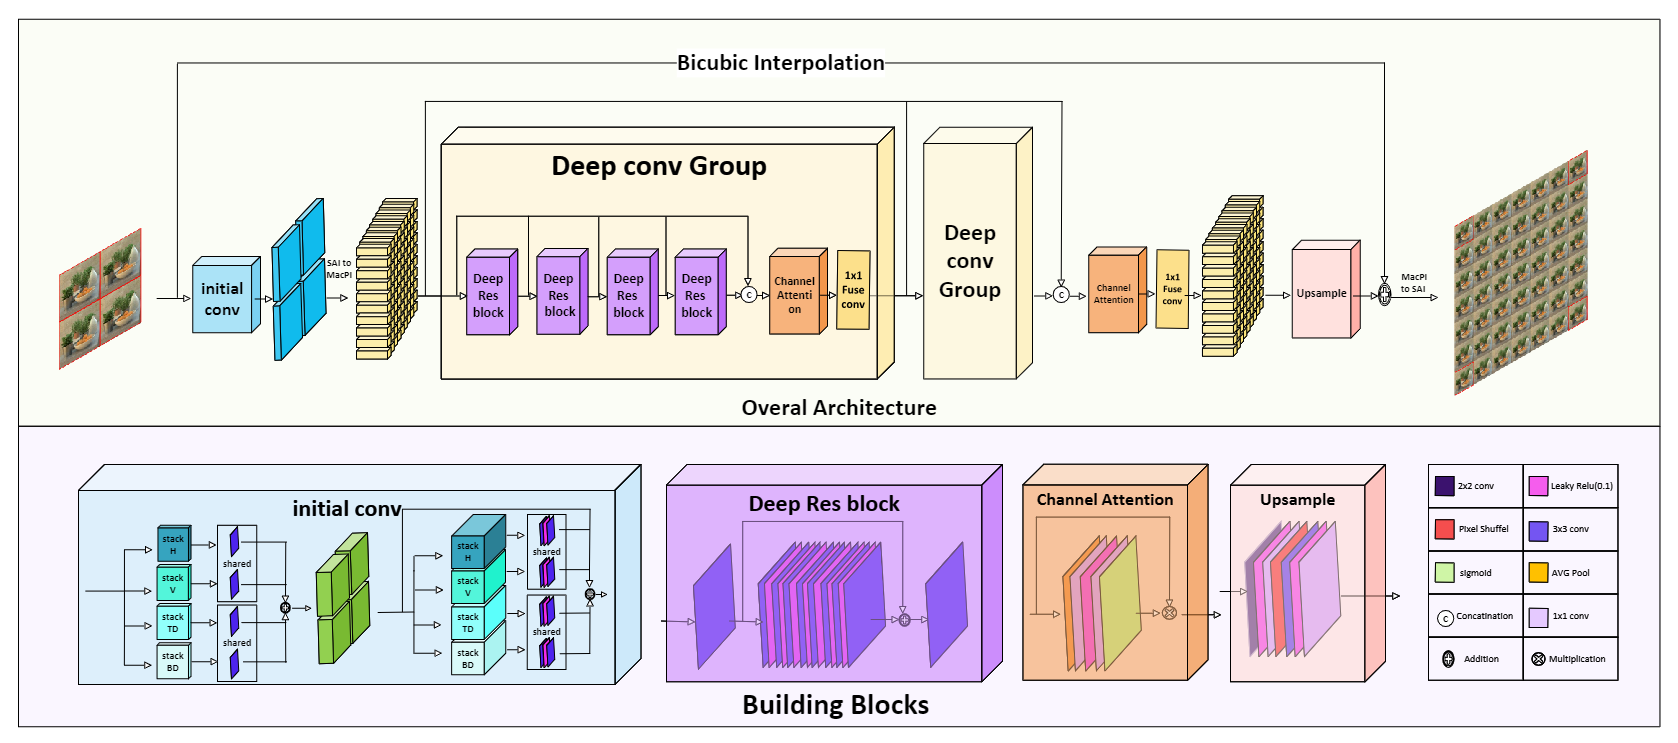 Bicubic Interpolation
Deep conv Group
initial
conv
SAI to
MacPI
Deep
Res
block
Deep
Res
block
Deep
Res
block
Deep
Res
block
C
Channel
Attenti
on
1x1
Fuse
conv
Deep
conv
Group
C
Channel
Attention
1x1
Fuse
conv
Upsample
MacPI
to SAI
Overal Architecture
initial conv
stack
H
stack
V
stack
TD
stack
BD
shared
shared
stack
H
stack
V
stack
TD
stack
BD
shared
shared
Deep Res block
Channel Attention
Upsample
2x2 conv
Leaky Relu(0.1)
Pixel Shuffel
3x3 conv
sigmoid
AVG Pool
C
Concatination
1x1 conv
Addition
Multiplication
Building Blocks